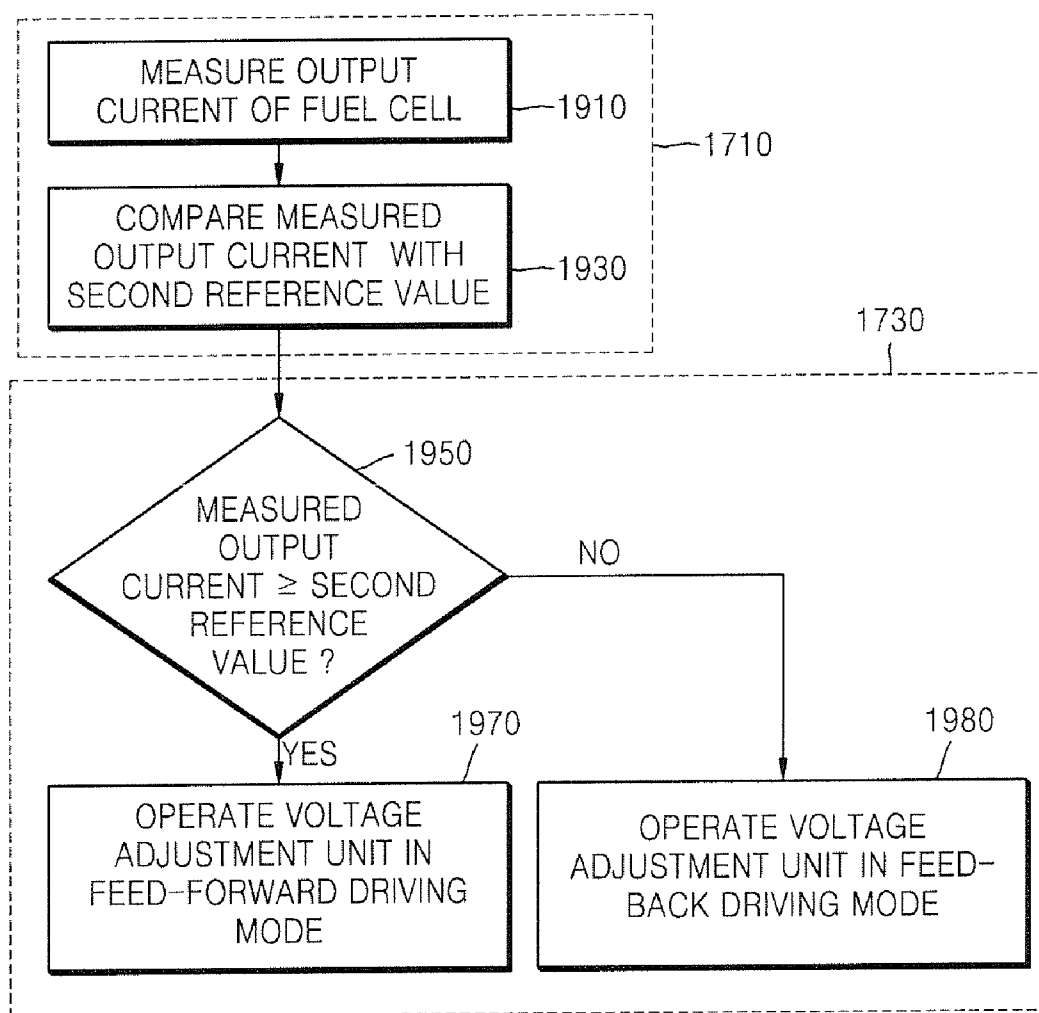 MEASURE OUTPUT
CURRENT OF FUEL CELL
1910
1710
COMPARE MEASURED
OUTPUT CURRENT WITH
SECOND REFERENCE VALUE
1930
1730
1950
MEASURED
OUTPUT
CURRENT ≥ SECOND
REFERENCE
VALUE ?
NO
YES
1970
1980
OPERATE VOLTAGE
ADJUSTMENT UNIT IN
FEED-FORWARD DRIVING
MODE
OPERATE VOLTAGE
ADJUSTMENT UNIT IN FEED-
BACK DRIVING MODE